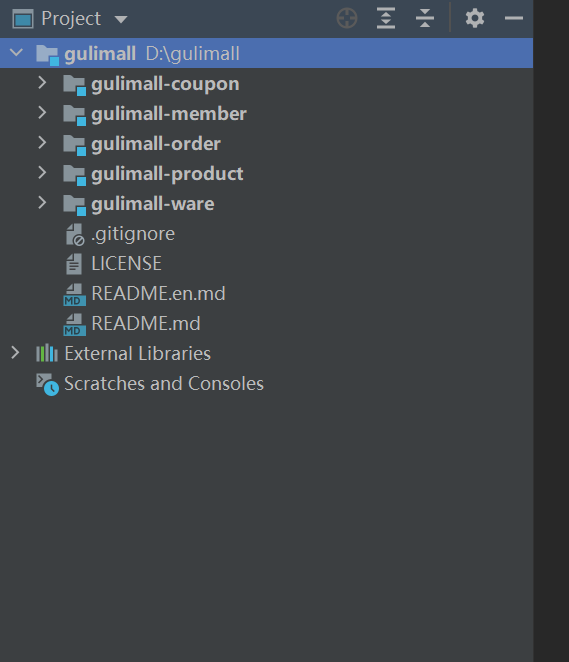 Project
gulimall D:\gulimall
gulimall-coupon
gulimall-member
gulimall-order
gulimall-product
gulimall-ware
.gitignore
LICENSE
MD README.en.md
MD README.md
External Libraries
Scratches and Consoles